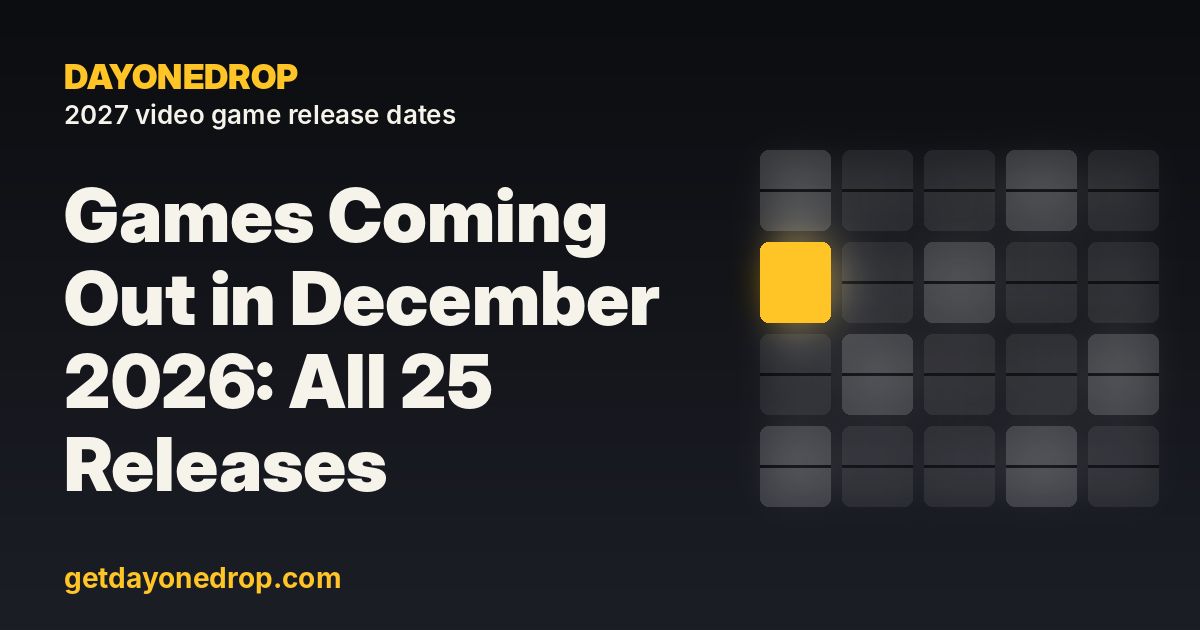 DAYONEDROP
2027 video game release dates
Games Coming
Out in December
2026: All 25
Releases
getdayonedrop.com